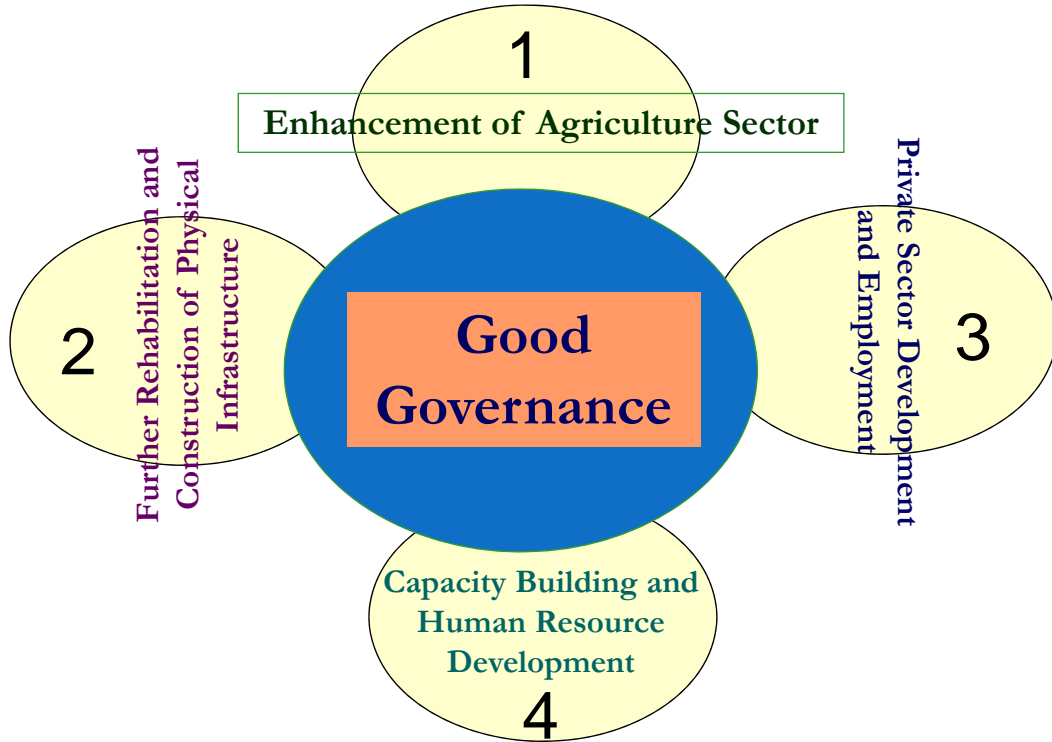 1
Enhancement of Agriculture Sector
2
Further Rehabilitation and
Construction of Physical
Infrastructure
Good
Governance
Private Sector Development
and Employment
3
Capacity Building and
Human Resource
Development
4